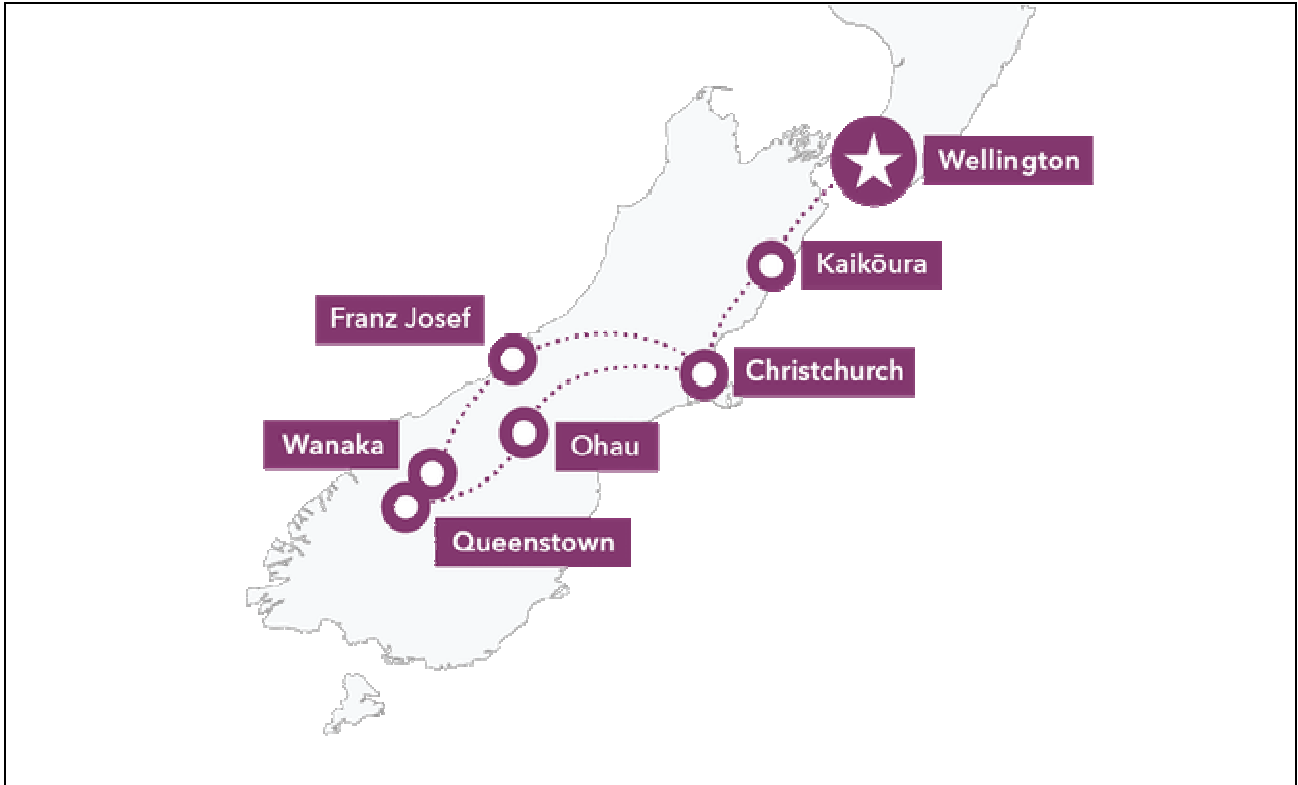 Wellington
Kaikōura
Franz Josef
Christchurch
Wanaka
Ohau
Queenstown